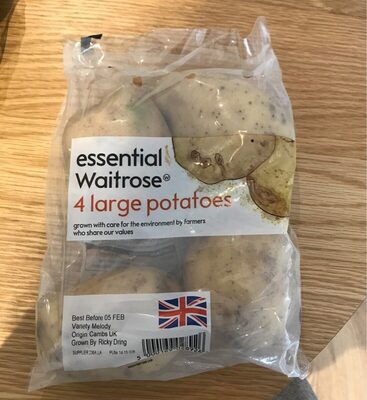 essential
Waitrose
4 large potatoes
grown with care for the environment by farmers
who share our values
Best Before 05 FEB
Variety Melody
Origin Cambs UK
Grown By Ricky Dring